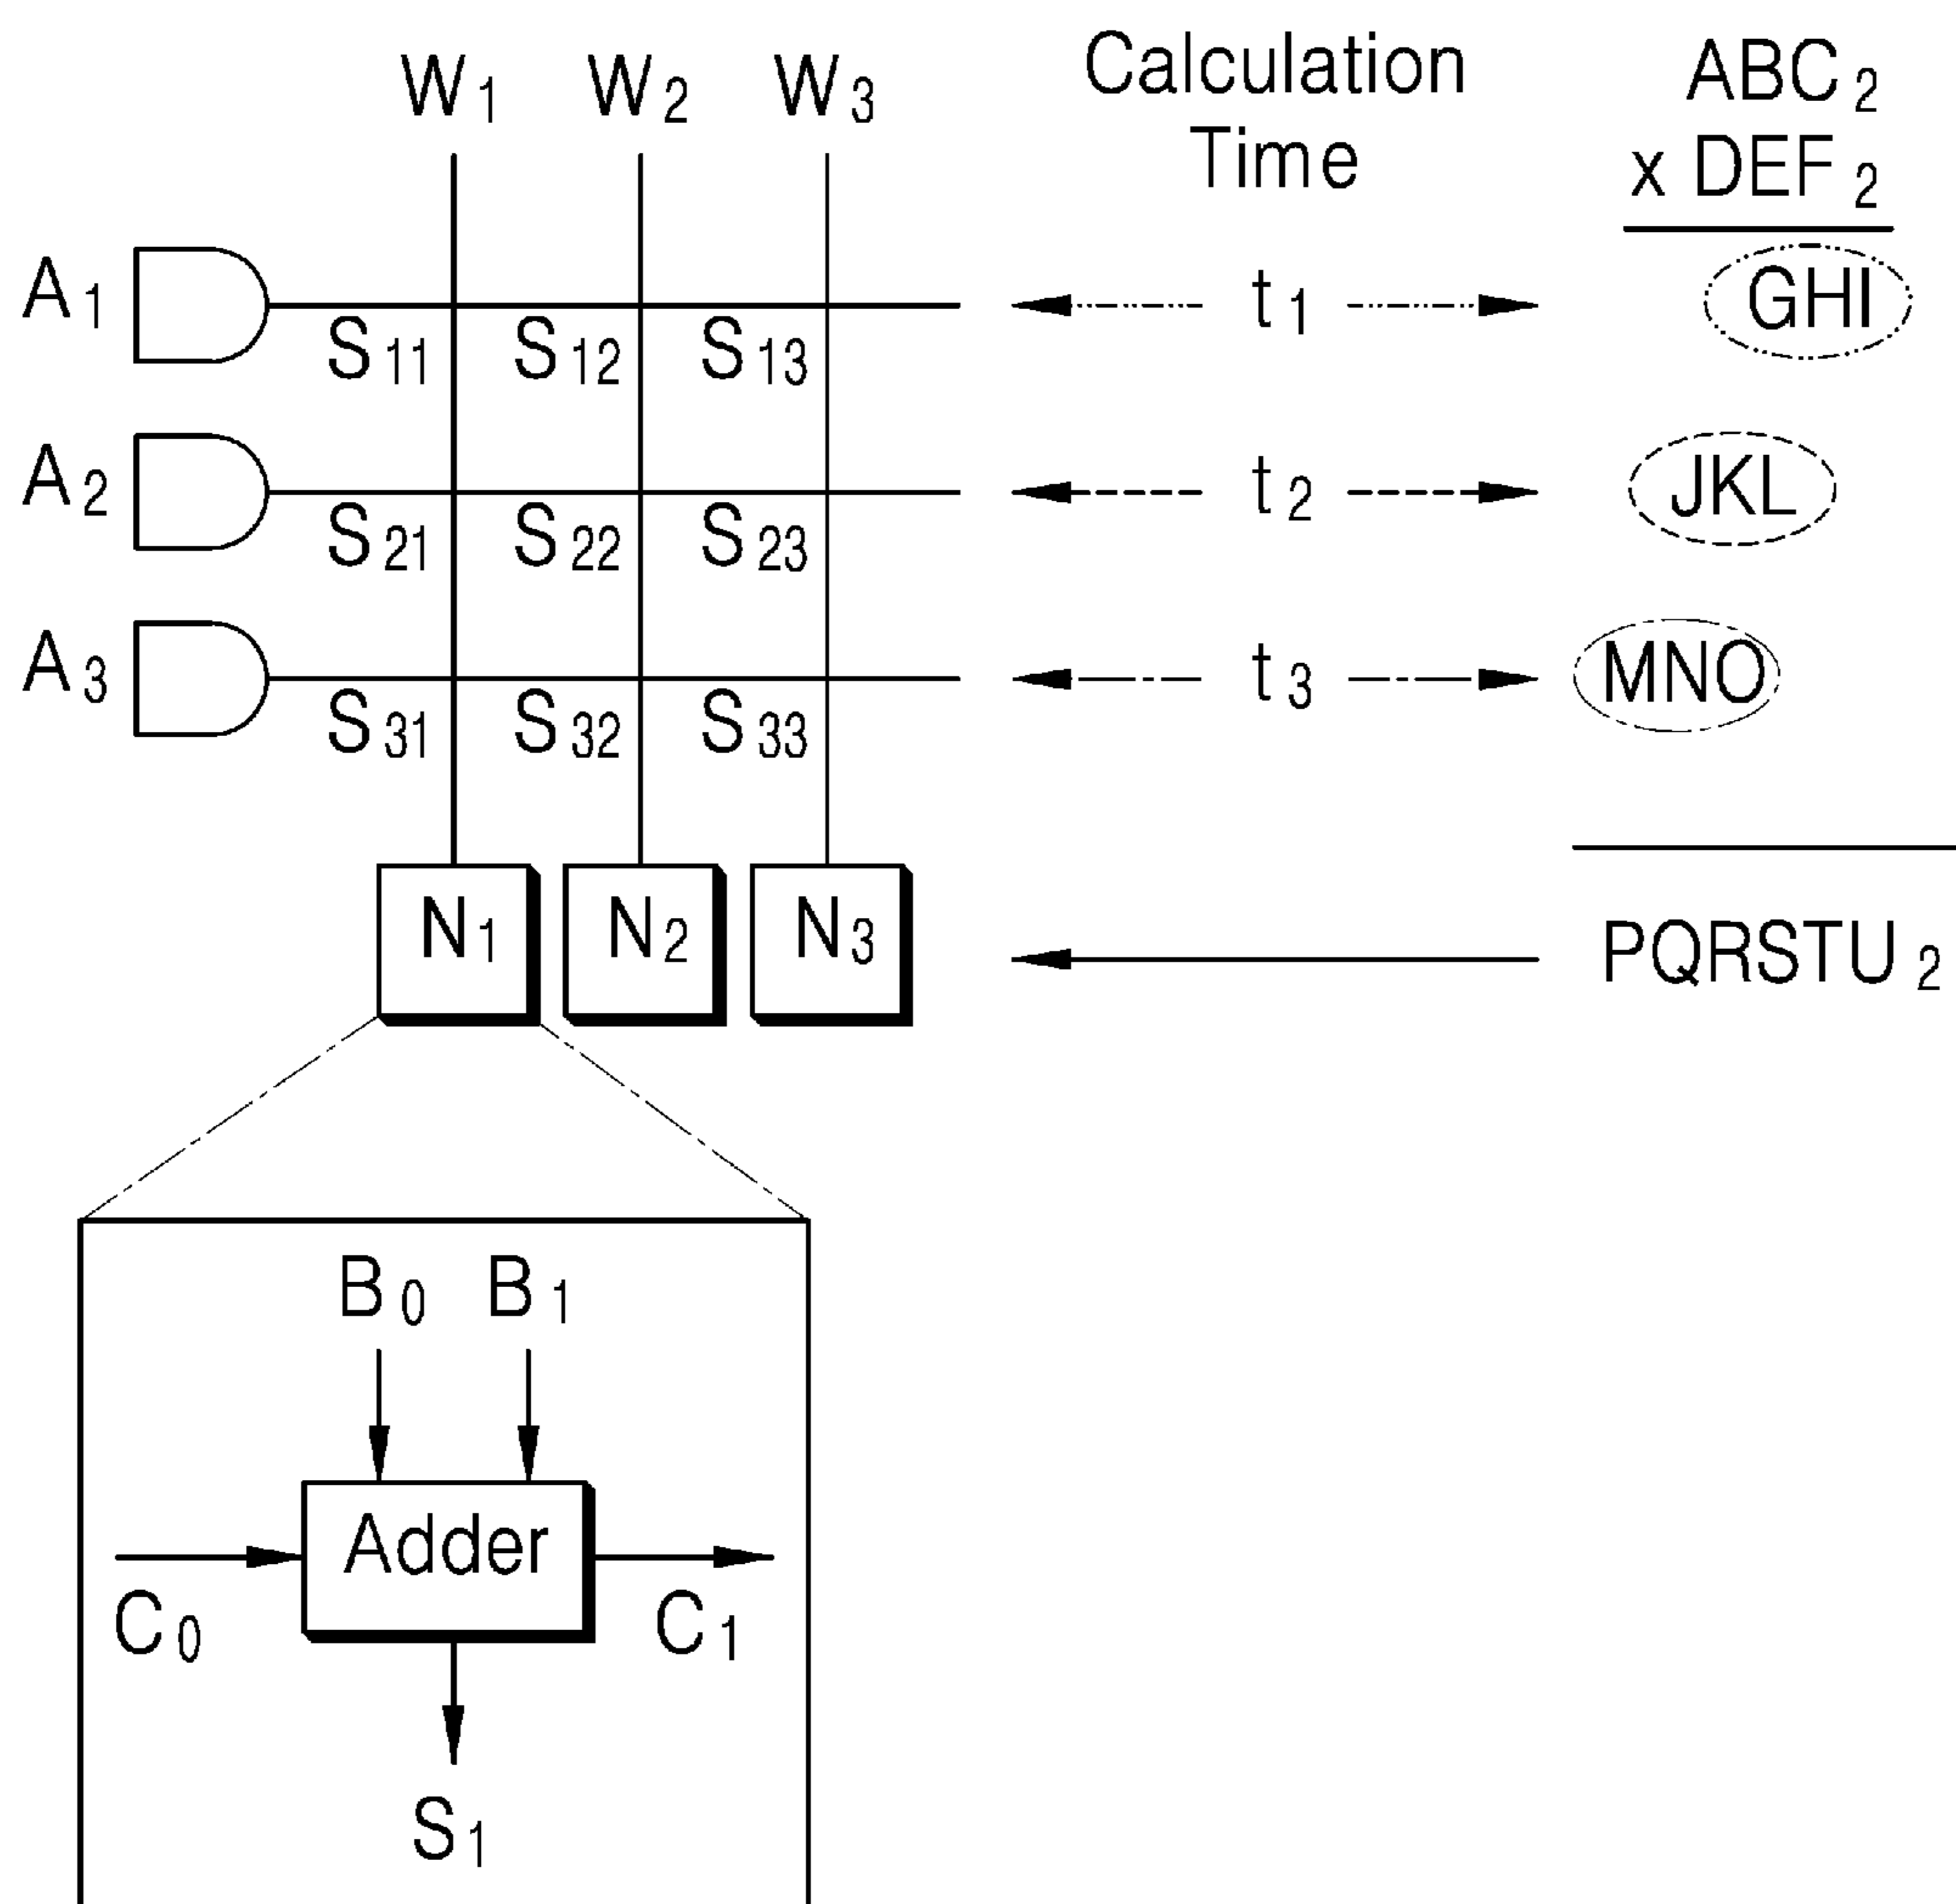 W1 W2 W3
Calculation
Time
ABC2
x DEF2
A1
S11 S12 S13
t1
GHI
A2
S21 S22 S23
t2
JKL
A3
S31 S32 S33
t3
MNO
N1 N2 N3
PQRSTU2
B0 B1
Adder
C0 C1
S1